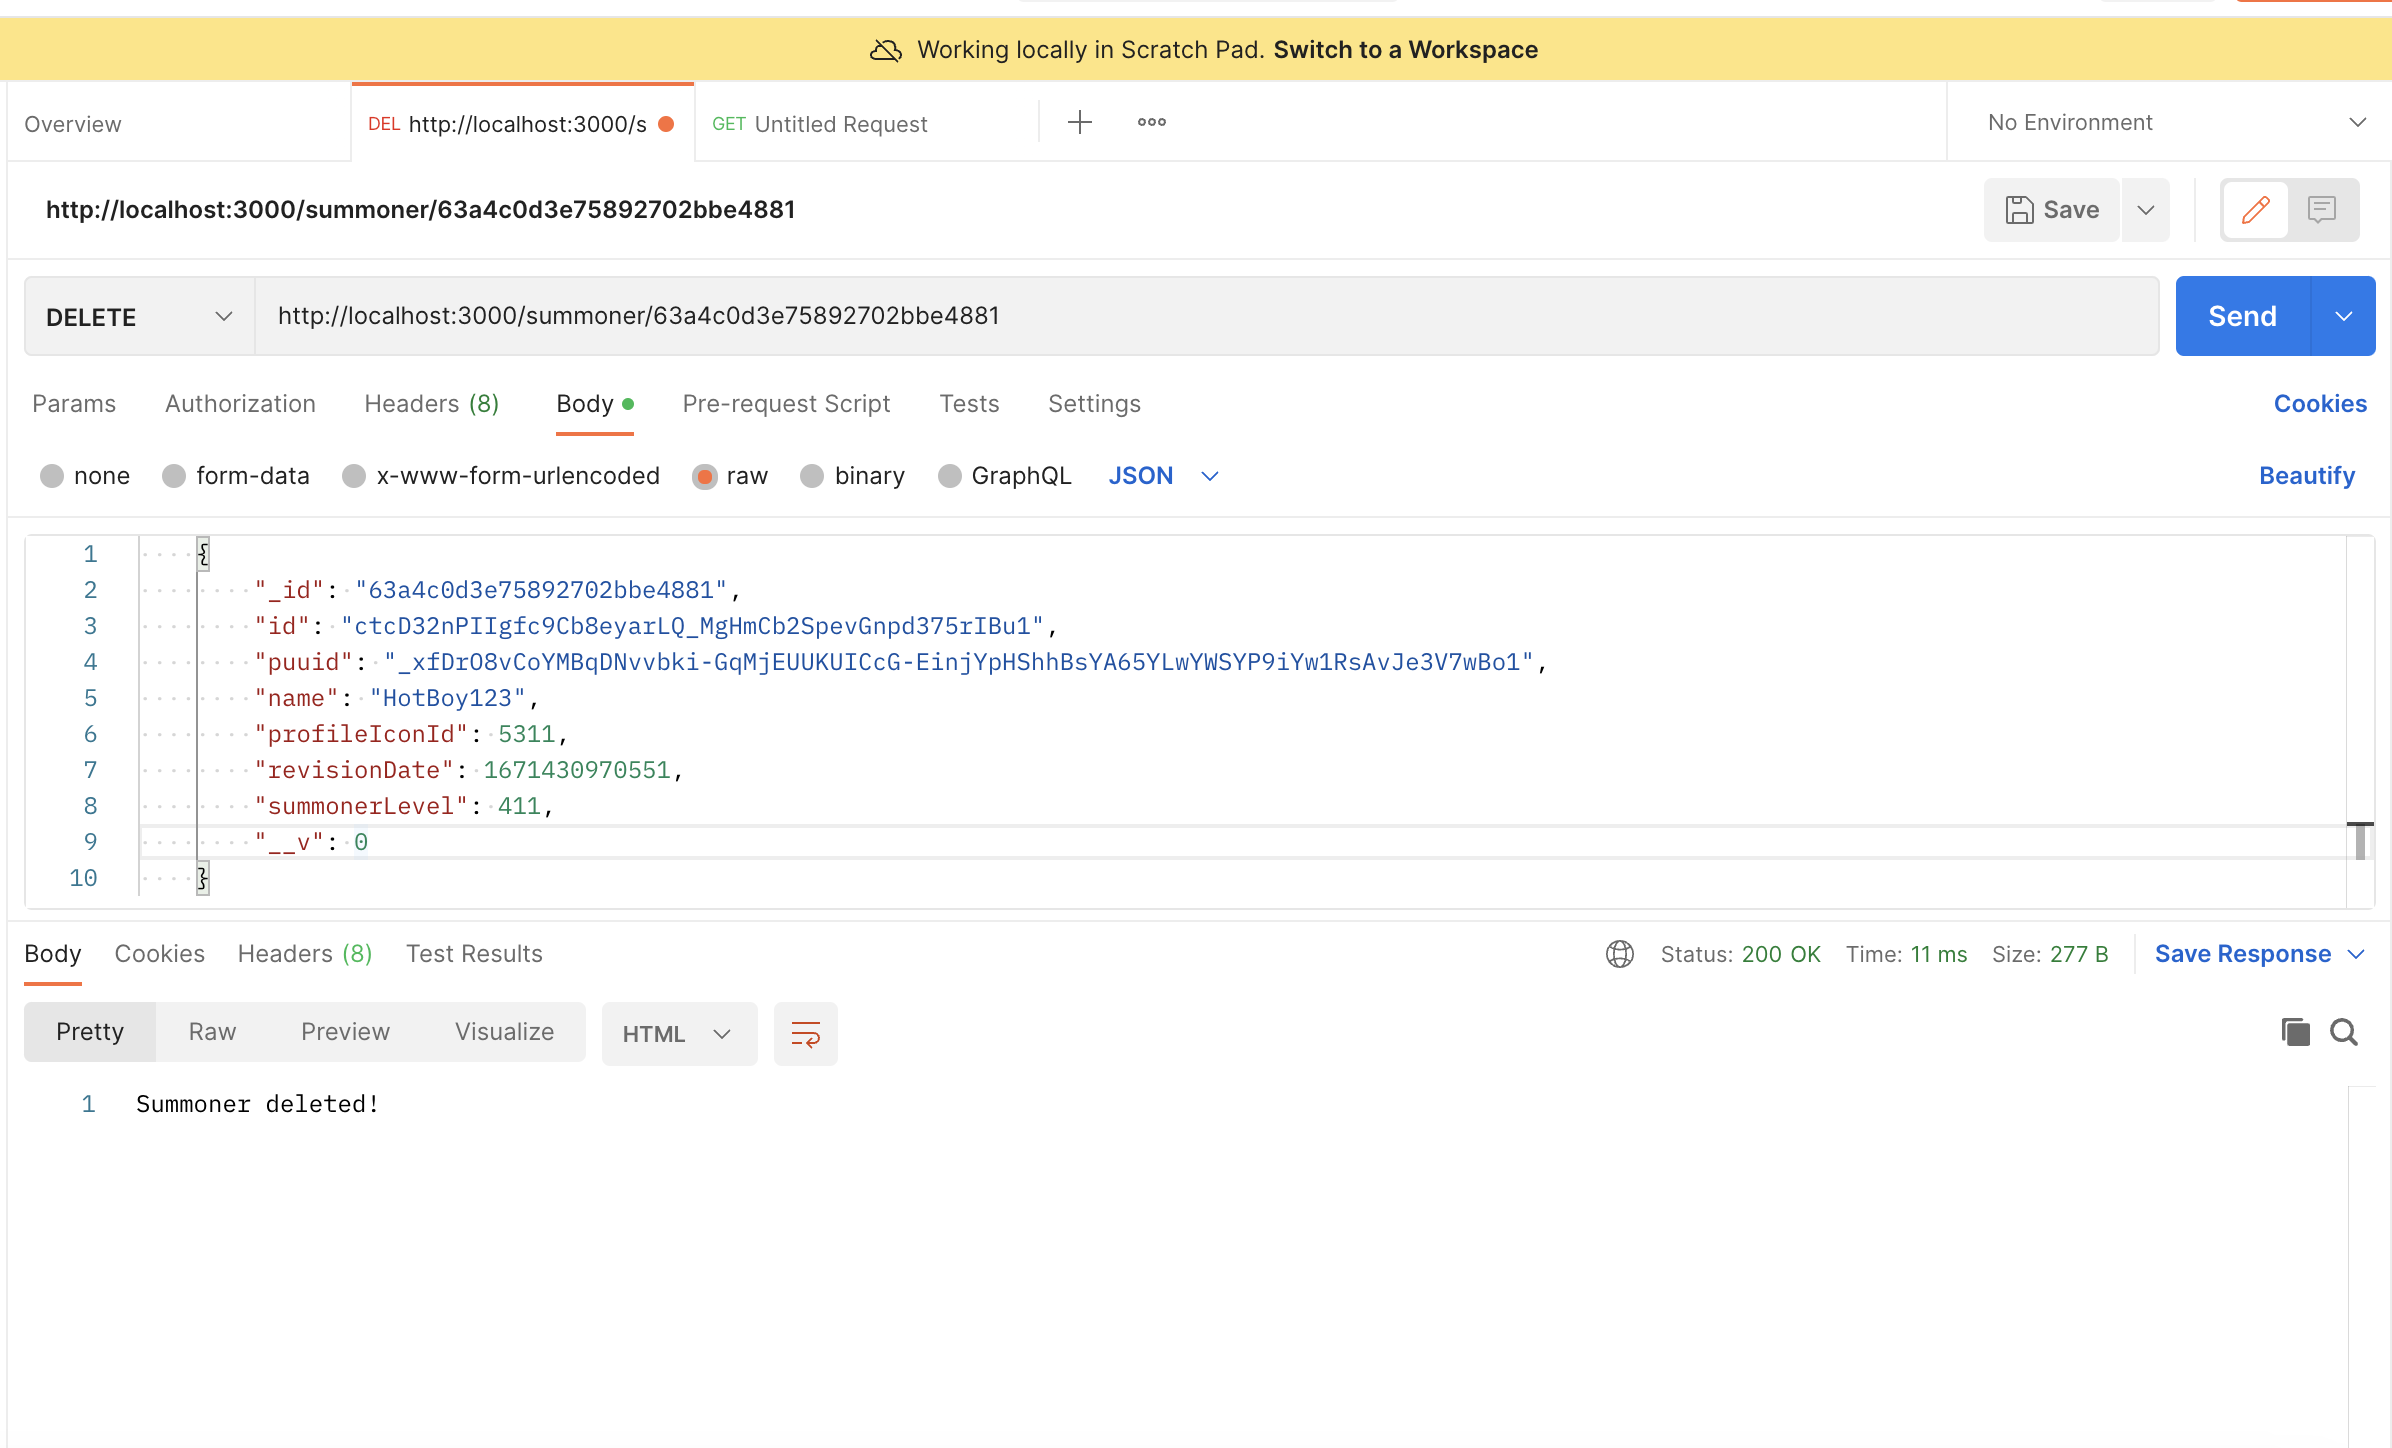 Working locally in Scratch Pad. Switch to a Workspace
Overview
DEL http://localhost:3000/s
GET Untitled Request
No Environment
http://localhost:3000/summoner/63a4c0d3e75892702bbe4881
Save
DELETE
http://localhost:3000/summoner/63a4c0d3e75892702bbe4881
Send
Params Authorization Headers (8) Body Pre-request Script Tests Settings Cookies
none form-data x-www-form-urlencoded raw binary GraphQL JSON Beautify
1 {
2 "_id": "63a4c0d3e75892702bbe4881",
3 "id": "ctcD32nPIIgfc9Cb8eyarLQ_MgHmCb2SpevGnpd375rIBu1",
4 "puuid": "_xfDrO8vCoYMBqDNvvbki-GqMjEUUKUICcG-EinjYpHShhBsYA65YLwYWSYP9iYw1RsAvJe3V7wBo1",
5 "name": "HotBoy123",
6 "profileIconId": 5311,
7 "revisionDate": 1671430970551,
8 "summonerLevel": 411,
9 "__v": 0
10 }
Body Cookies Headers (8) Test Results Status: 200 OK Time: 11 ms Size: 277 B Save Response
Pretty Raw Preview Visualize HTML
1 Summoner deleted!